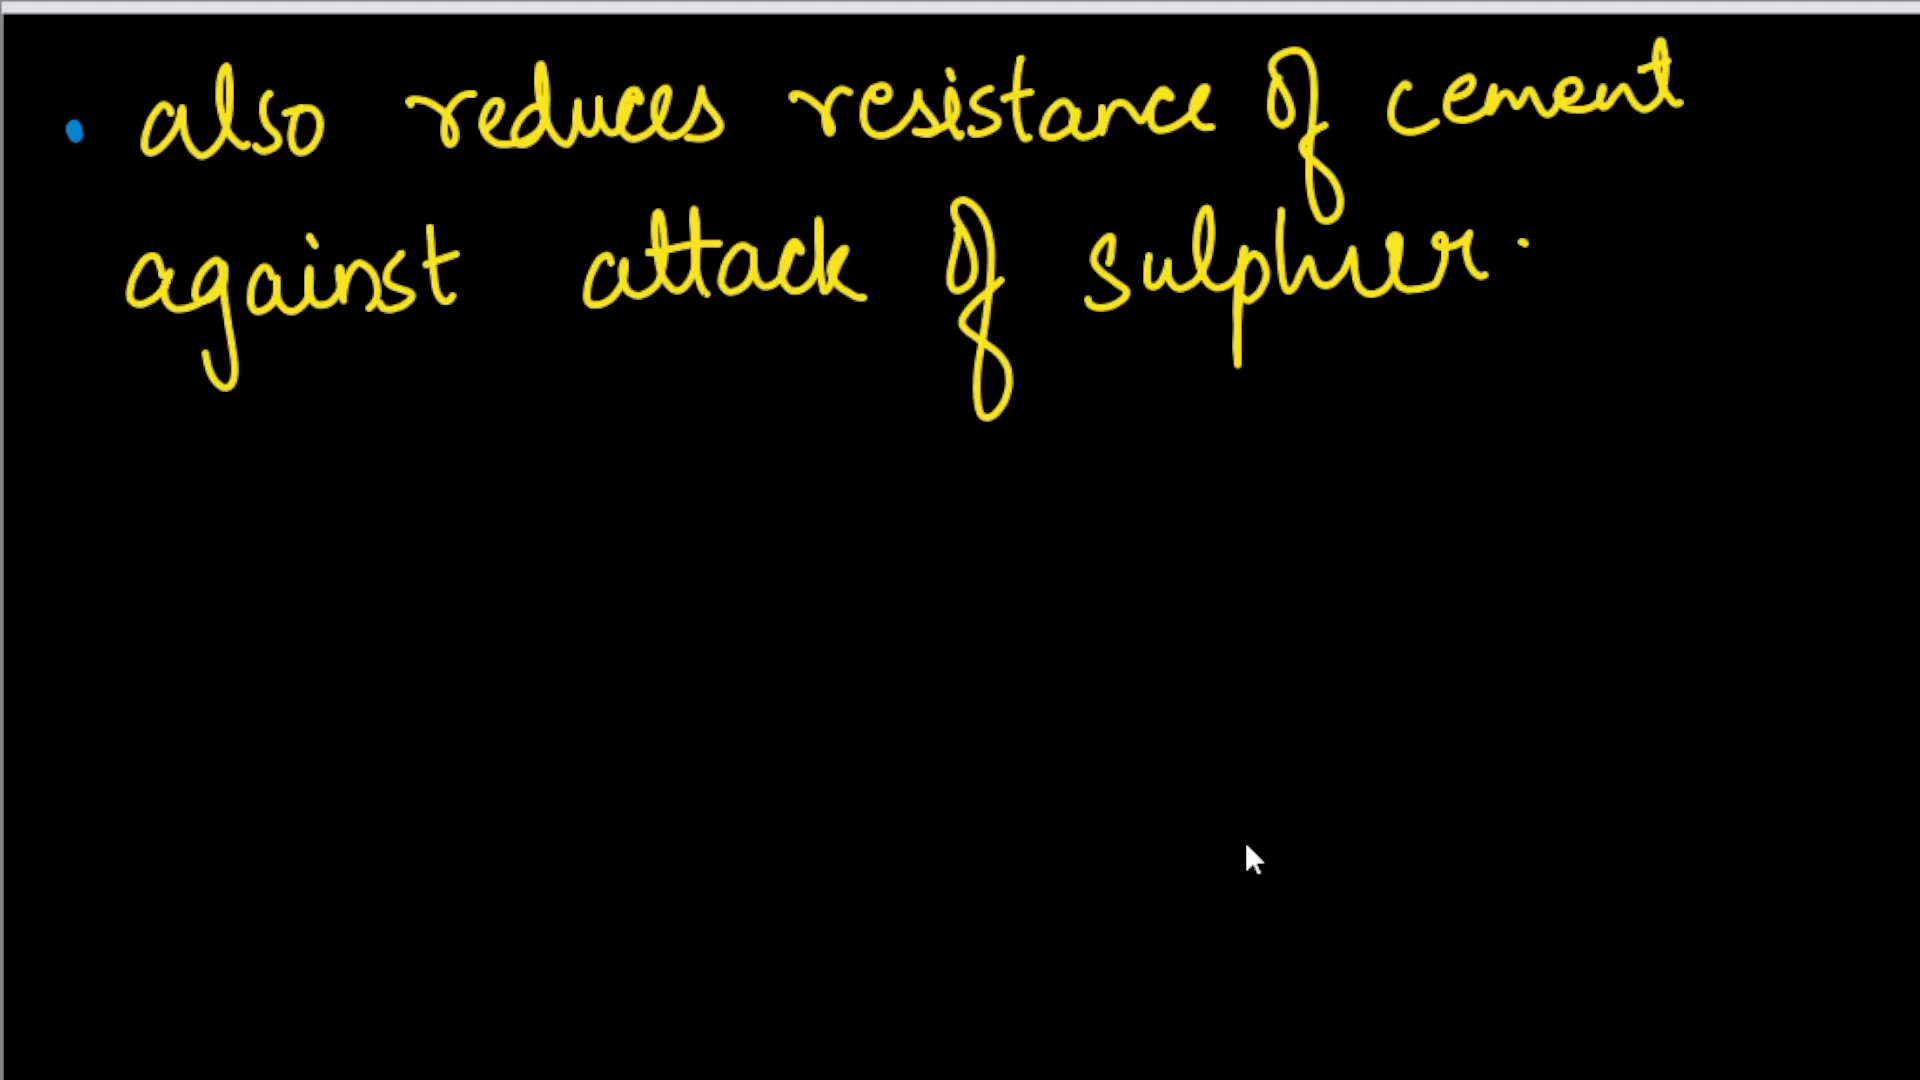 • also reduces resistance of cement
against attack of sulphur.